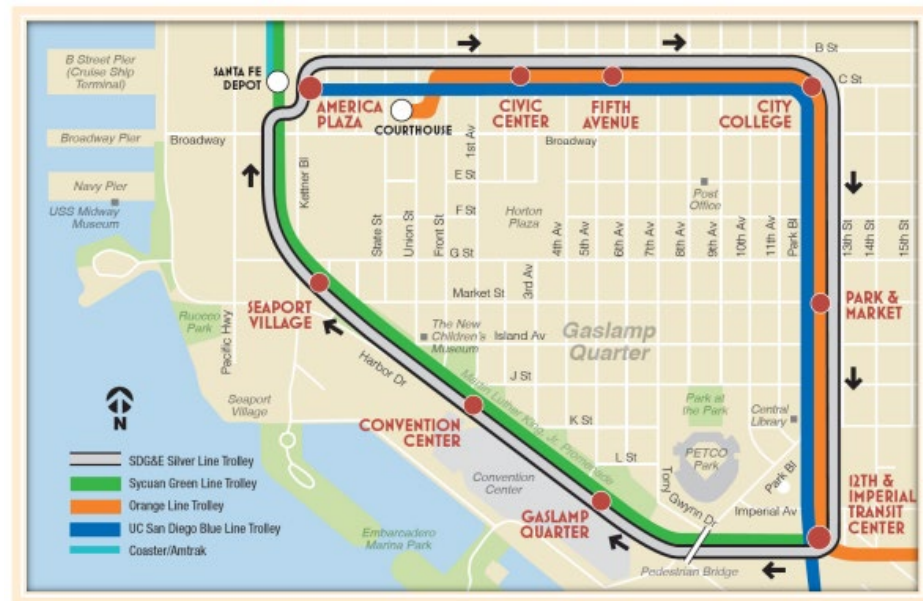 B Street Pier
(Cruise Ship
Terminal)
SANTA FE
DEPOT
B St
C St
AMERICA
PLAZA
COURTHOUSE
CIVIC
CENTER
FIFTH
AVENUE
CITY
COLLEGE
Broadway Pier
Broadway
1st Av
Broadway
Navy Pier
USS Midway
Museum
Kettner Bl
E St
Post
Office
State St
Union St
Front St
F St
Horton
Plaza
G St
3rd Av
4th Av
5th Av
6th Av
7th Av
8th Av
9th Av
10th Av
11th Av
Park Bl
13th St
14th St
15th St
SEAPORT
VILLAGE
Market St
PARK &
MARKET
Ruocco
Park
Pacific Hwy
The New
Children's
Museum
Island Av
Gaslamp
Quarter
Harbor Dr
J St
Martin Luther King, Jr. Promenade
Seaport
Village
N
CONVENTION
CENTER
K St
Park at
the Park
Central
Library
L St
PETCO
Park
Convention
Center
Tony Gwynn Dr
Park Bl
Imperial Av
12TH &
IMPERIAL
TRANSIT
CENTER
GASLAMP
QUARTER
Embarcadero
Marina Park
Pedestrian Bridge
SDG&E Silver Line Trolley
Sycuan Green Line Trolley
Orange Line Trolley
UC San Diego Blue Line Trolley
Coaster/Amtrak